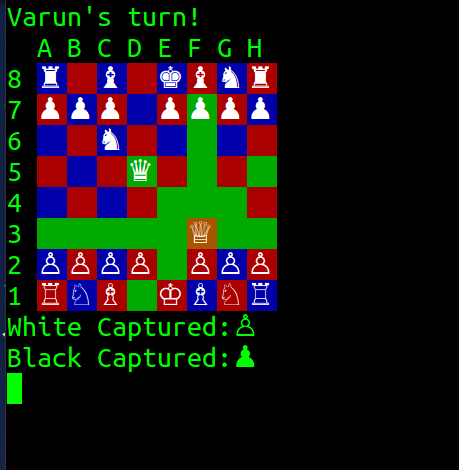 Varun's turn!
A B C D E F G H
8 ♜ ♝ ♚ ♝ ♞ ♜
7 ♟ ♟ ♟ ♟ ♟ ♟ ♟
6 ♞
5 ♛
4
3 ♕
2 ♙ ♙ ♙ ♙ ♙ ♙ ♙
1 ♖ ♘ ♗ ♔ ♗ ♘ ♖
White Captured:♙
Black Captured:♟